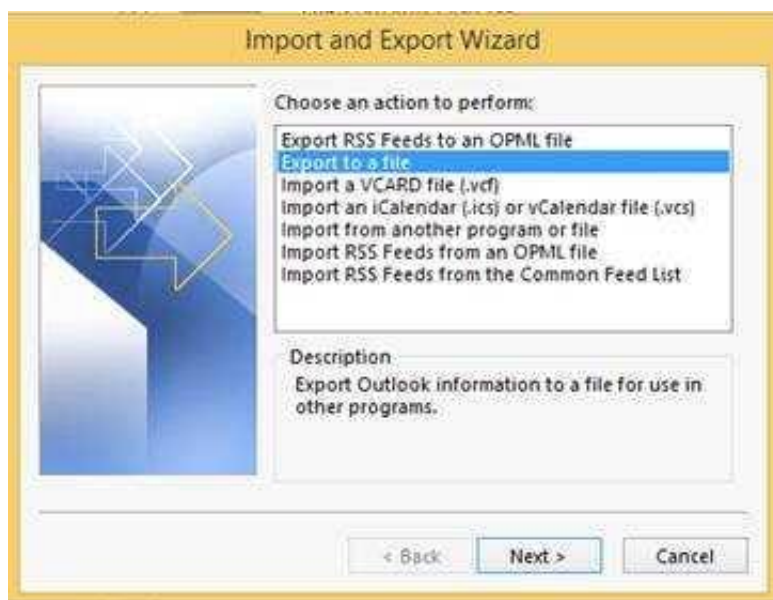 Import and Export Wizard
Choose an action to perform:
Export RSS Feeds to an OPML file
Export to a file
Import a VCARD file (.vcf)
Import an iCalendar (.ics) or vCalendar file (.vcs)
Import from another program or file
Import RSS Feeds from an OPML file
Import RSS Feeds from the Common Feed List
Description
Export Outlook information to a file for use in
other programs.
< Back Next > Cancel